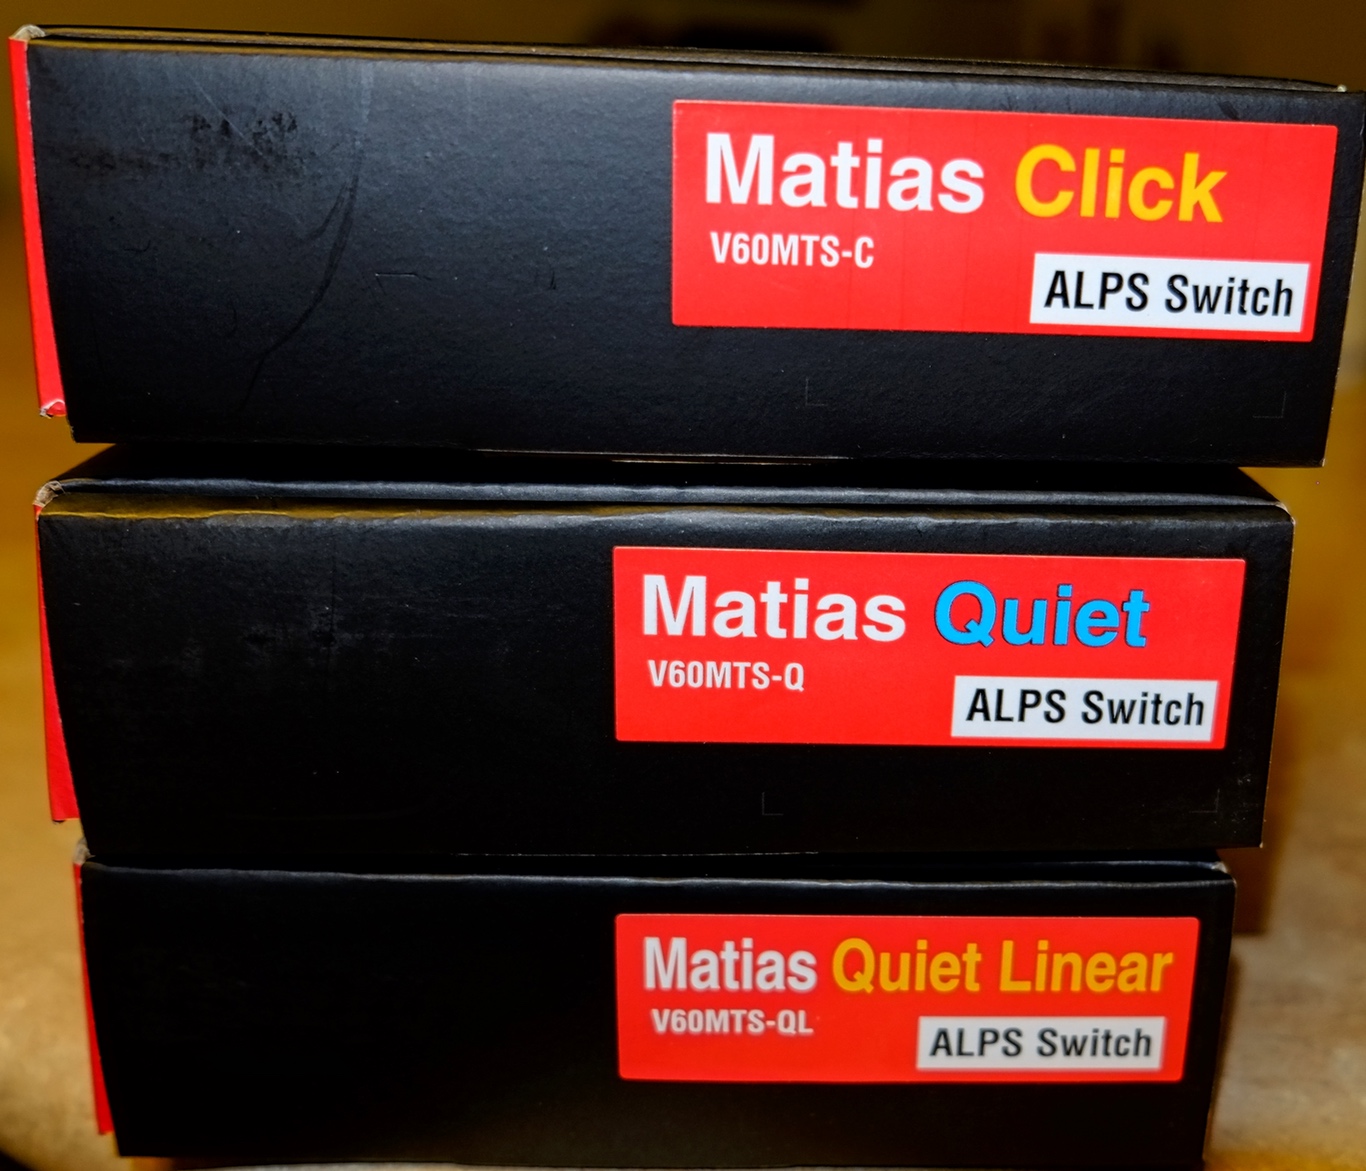 Matias Click
V60MTS-C
ALPS Switch
Matias Quiet
V60MTS-Q
ALPS Switch
Matias Quiet Linear
V60MTS-QL
ALPS Switch